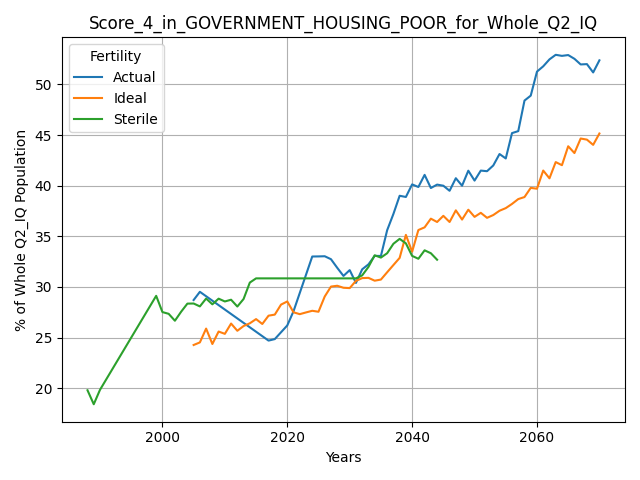 Score_4_in_GOVERNMENT_HOUSING_POOR_for_Whole_Q2_IQ
Fertility
Actual
Ideal
Sterile
% of Whole Q2_IQ Population
50
45
40
35
30
25
20
2000
2020
2040
2060
Years